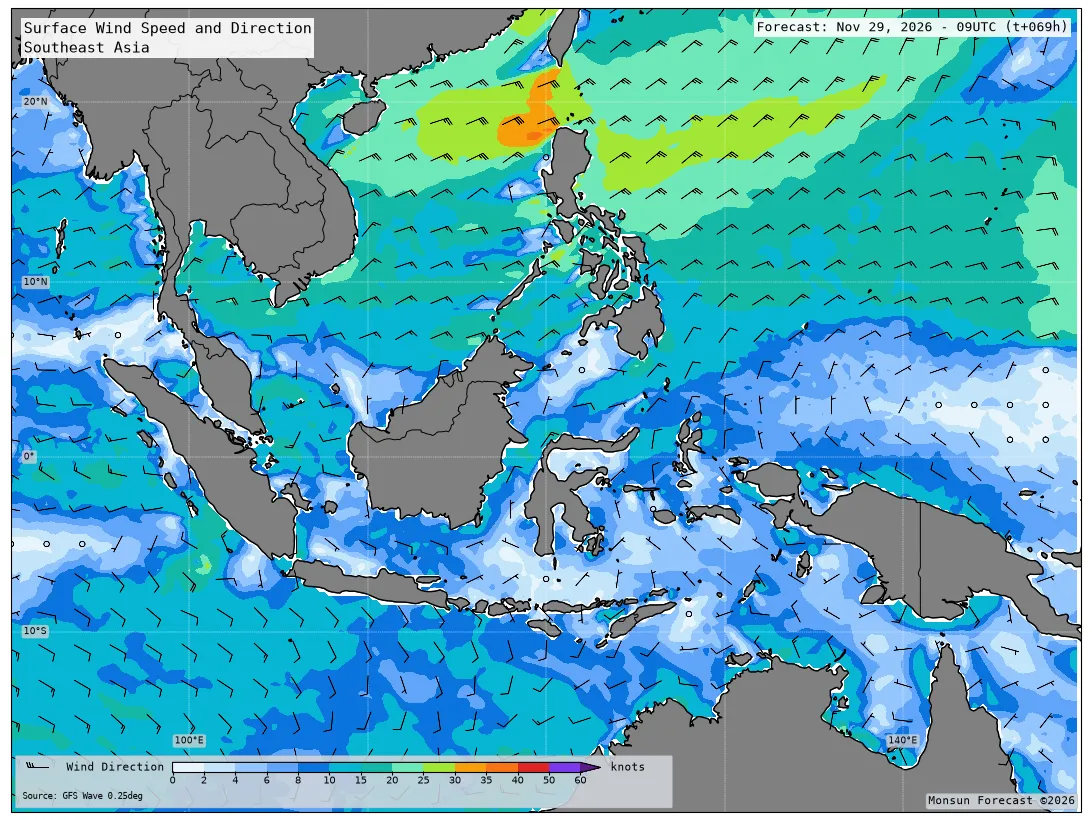 Surface Wind Speed and Direction
Southeast Asia
Forecast: Nov 29, 2026 - 09UTC (t+069h)
20°N
10°N
0°
10°S
100°E
140°E
Wind Direction
0 2 4 6 8 10 15 20 25 30 35 40 50 60
knots
Source: GFS Wave 0.25deg
Monsun Forecast ©2026